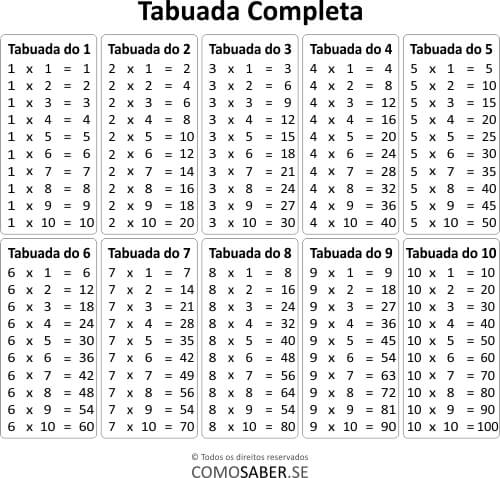 Tabuada Completa
Tabuada do 1
1 x 1 = 1
1 x 2 = 2
1 x 3 = 3
1 x 4 = 4
1 x 5 = 5
1 x 6 = 6
1 x 7 = 7
1 x 8 = 8
1 x 9 = 9
1 x 10 = 10
Tabuada do 2
2 x 1 = 2
2 x 2 = 4
2 x 3 = 6
2 x 4 = 8
2 x 5 = 10
2 x 6 = 12
2 x 7 = 14
2 x 8 = 16
2 x 9 = 18
2 x 10 = 20
Tabuada do 3
3 x 1 = 3
3 x 2 = 6
3 x 3 = 9
3 x 4 = 12
3 x 5 = 15
3 x 6 = 18
3 x 7 = 21
3 x 8 = 24
3 x 9 = 27
3 x 10 = 30
Tabuada do 4
4 x 1 = 4
4 x 2 = 8
4 x 3 = 12
4 x 4 = 16
4 x 5 = 20
4 x 6 = 24
4 x 7 = 28
4 x 8 = 32
4 x 9 = 36
4 x 10 = 40
Tabuada do 5
5 x 1 = 5
5 x 2 = 10
5 x 3 = 15
5 x 4 = 20
5 x 5 = 25
5 x 6 = 30
5 x 7 = 35
5 x 8 = 40
5 x 9 = 45
5 x 10 = 50
Tabuada do 6
6 x 1 = 6
6 x 2 = 12
6 x 3 = 18
6 x 4 = 24
6 x 5 = 30
6 x 6 = 36
6 x 7 = 42
6 x 8 = 48
6 x 9 = 54
6 x 10 = 60
Tabuada do 7
7 x 1 = 7
7 x 2 = 14
7 x 3 = 21
7 x 4 = 28
7 x 5 = 35
7 x 6 = 42
7 x 7 = 49
7 x 8 = 56
7 x 9 = 54
7 x 10 = 70
Tabuada do 8
8 x 1 = 8
8 x 2 = 16
8 x 3 = 24
8 x 4 = 32
8 x 5 = 40
8 x 6 = 48
8 x 7 = 56
8 x 8 = 64
8 x 9 = 54
8 x 10 = 80
Tabuada do 9
9 x 1 = 9
9 x 2 = 18
9 x 3 = 27
9 x 4 = 36
9 x 5 = 45
9 x 6 = 54
9 x 7 = 63
9 x 8 = 72
9 x 9 = 81
9 x 10 = 90
Tabuada do 10
10 x 1 = 10
10 x 2 = 20
10 x 3 = 30
10 x 4 = 40
10 x 5 = 50
10 x 6 = 60
10 x 7 = 70
10 x 8 = 80
10 x 9 = 90
10 x 10 = 100
© Todos os direitos reservados
COMOSABER.SE